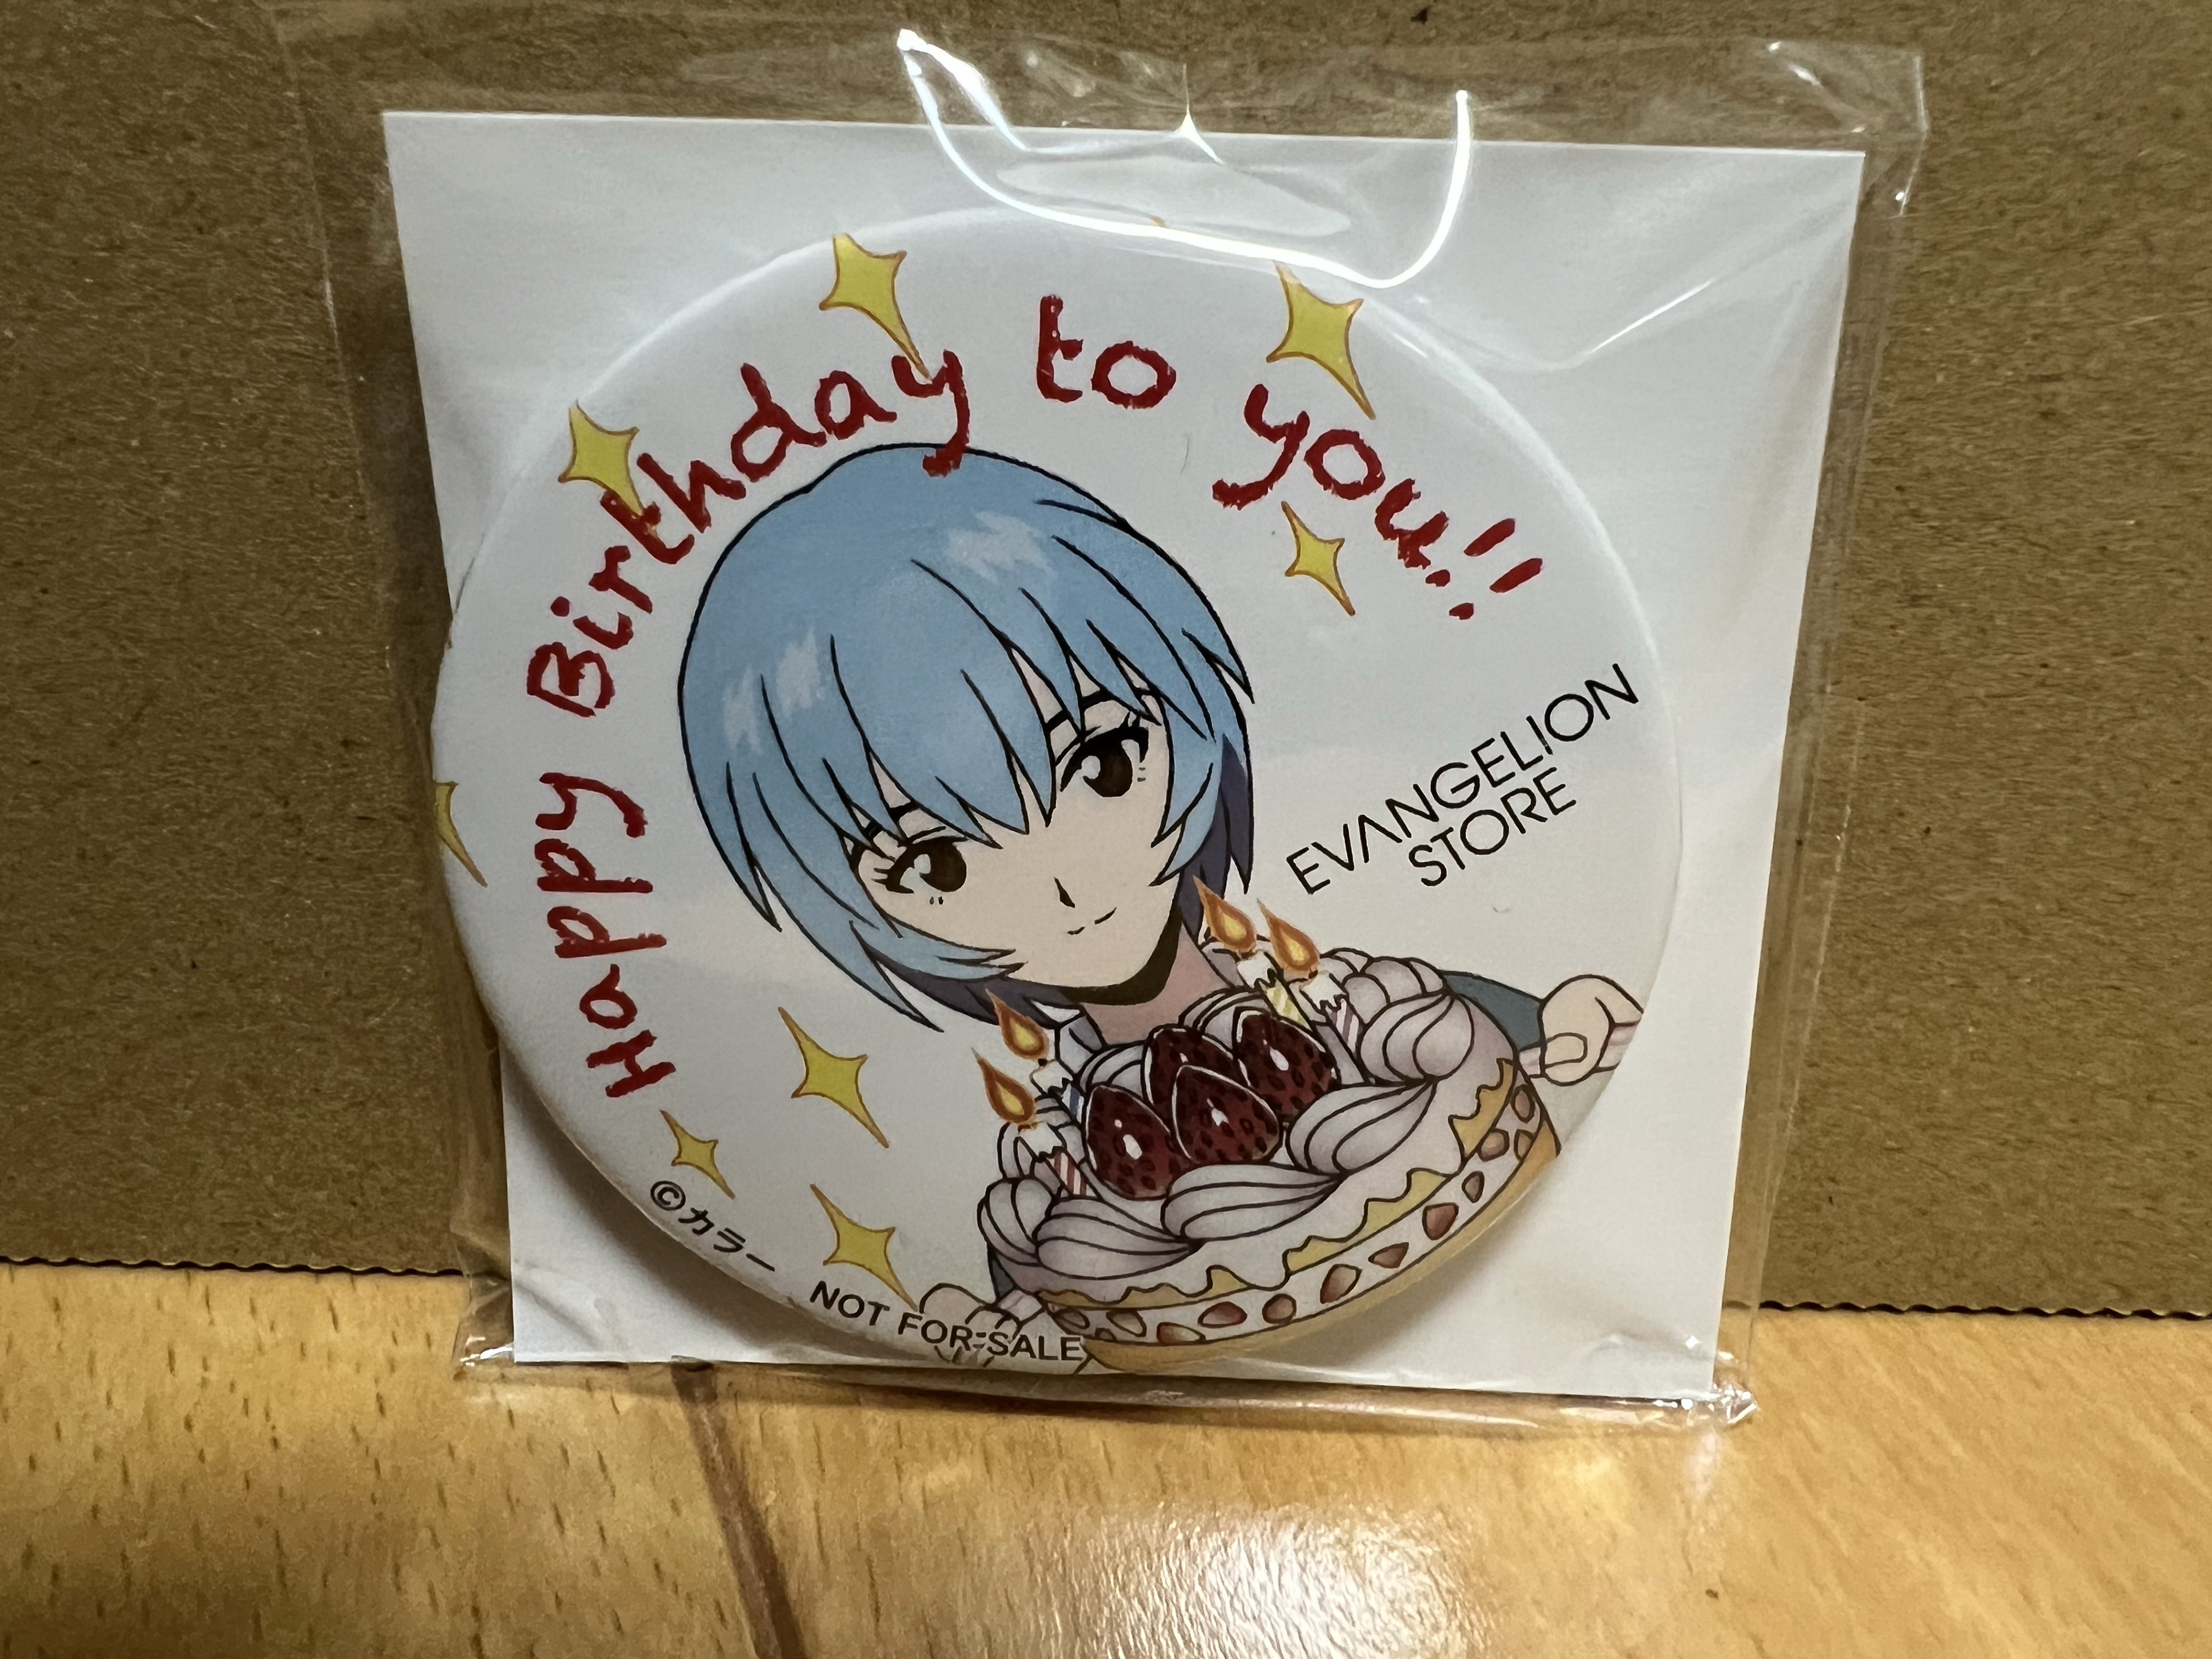 Happy Birthday to you!!
EVANGELION
STORE
©カラー
NOT FOR SALE